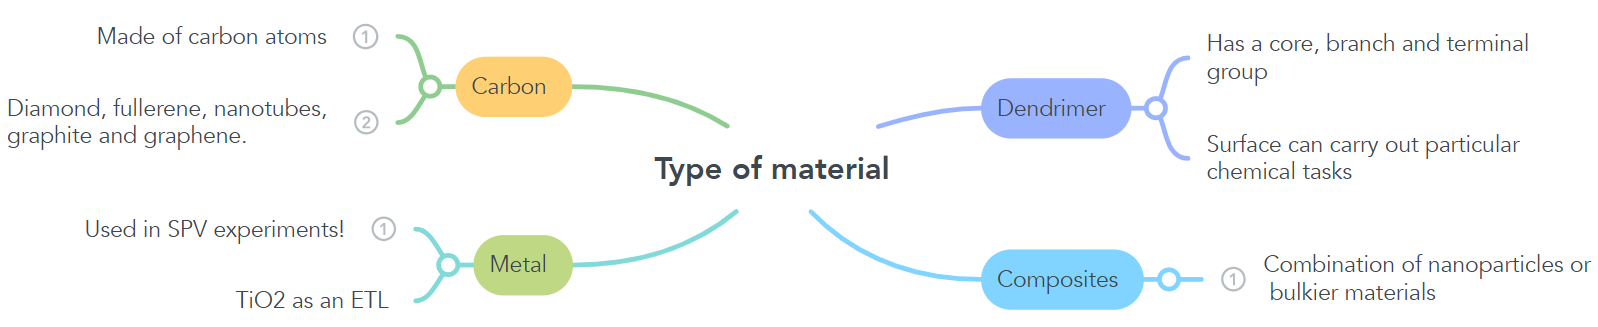 Type of material
Carbon
Made of carbon atoms
1
Diamond, fullerene, nanotubes,
graphite and graphene.
2
Metal
Used in SPV experiments!
1
TiO2 as an ETL
Dendrimer
Has a core, branch and terminal
group
Surface can carry out particular
chemical tasks
Composites
1
Combination of nanoparticles or
bulkier materials